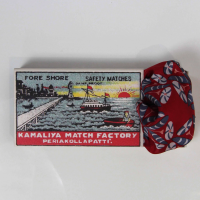 FORE SHORE SAFETY MATCHES
KAMALIYA MATCH FACTORY
PERIAKOLLAPATTI.